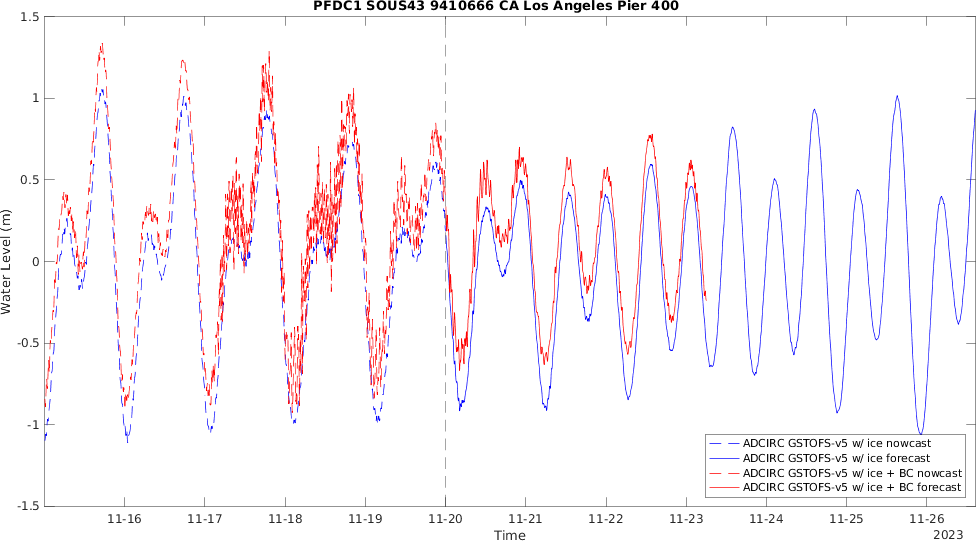 PFDC1 SOUS43 9410666 CA Los Angeles Pier 400
1.5
1
0.5
0
-0.5
-1
-1.5
Water Level (m)
11-16
11-17
11-18
11-19
11-20
11-21
11-22
11-23
11-24
11-25
11-26
Time
2023
ADCIRC GSTOFS-v5 w/ ice nowcast
ADCIRC GSTOFS-v5 w/ ice forecast
ADCIRC GSTOFS-v5 w/ ice + BC nowcast
ADCIRC GSTOFS-v5 w/ ice + BC forecast